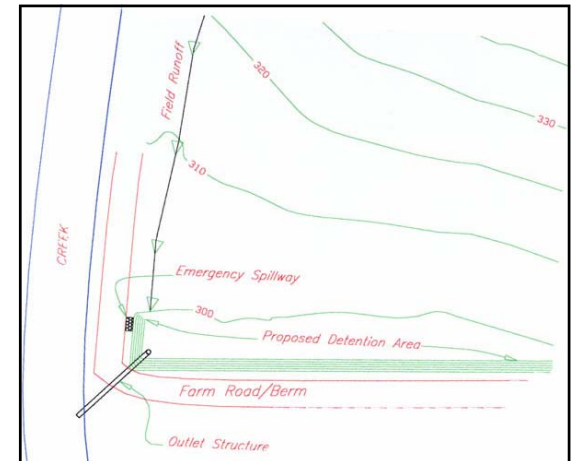 Field Runoff
320
330
310
CREEK
Emergency Spillway
300
Proposed Detention Area
Farm Road/Berm
Outlet Structure